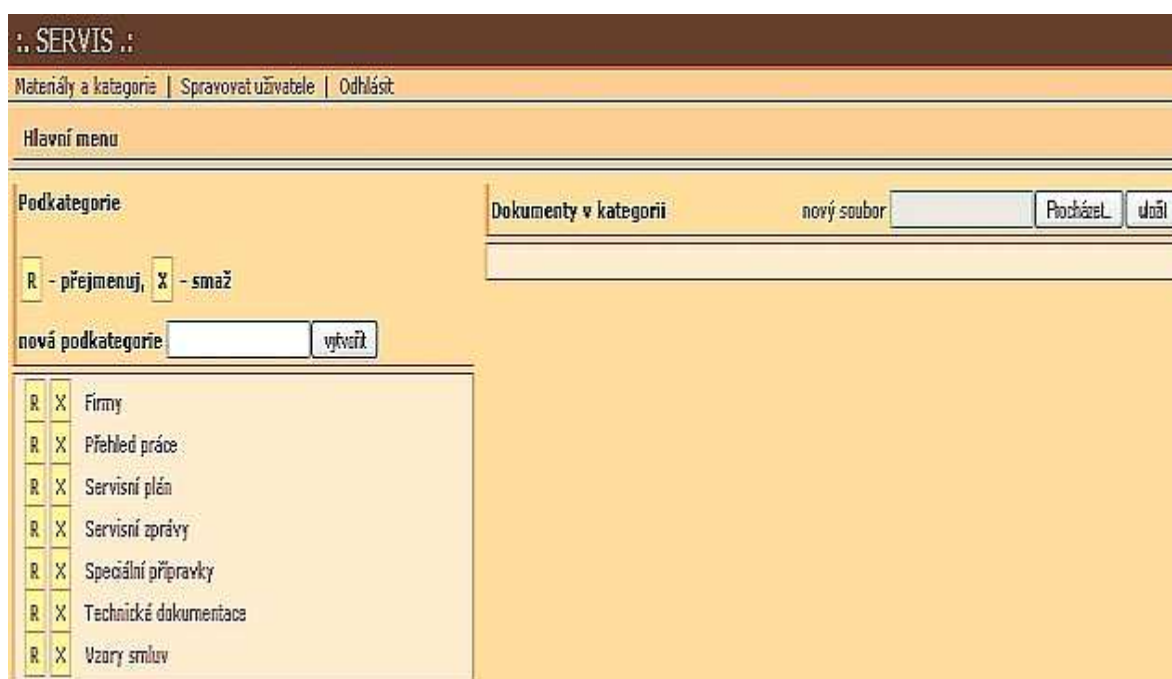 :. SERVIS .:
Materiály a kategorie | Spravovat uživatele | Odhlásit
Hlavní menu
Podkategorie
R - přejmenuj, X - smaž
nová podkategorie vytvořit
Dokumenty v kategorii nový soubor Procházet... uložit
R X Firmy
R X Přehled práce
R X Servisní plán
R X Servisní zprávy
R X Speciální přípravky
R X Technická dokumentace
R X Vzory smluv